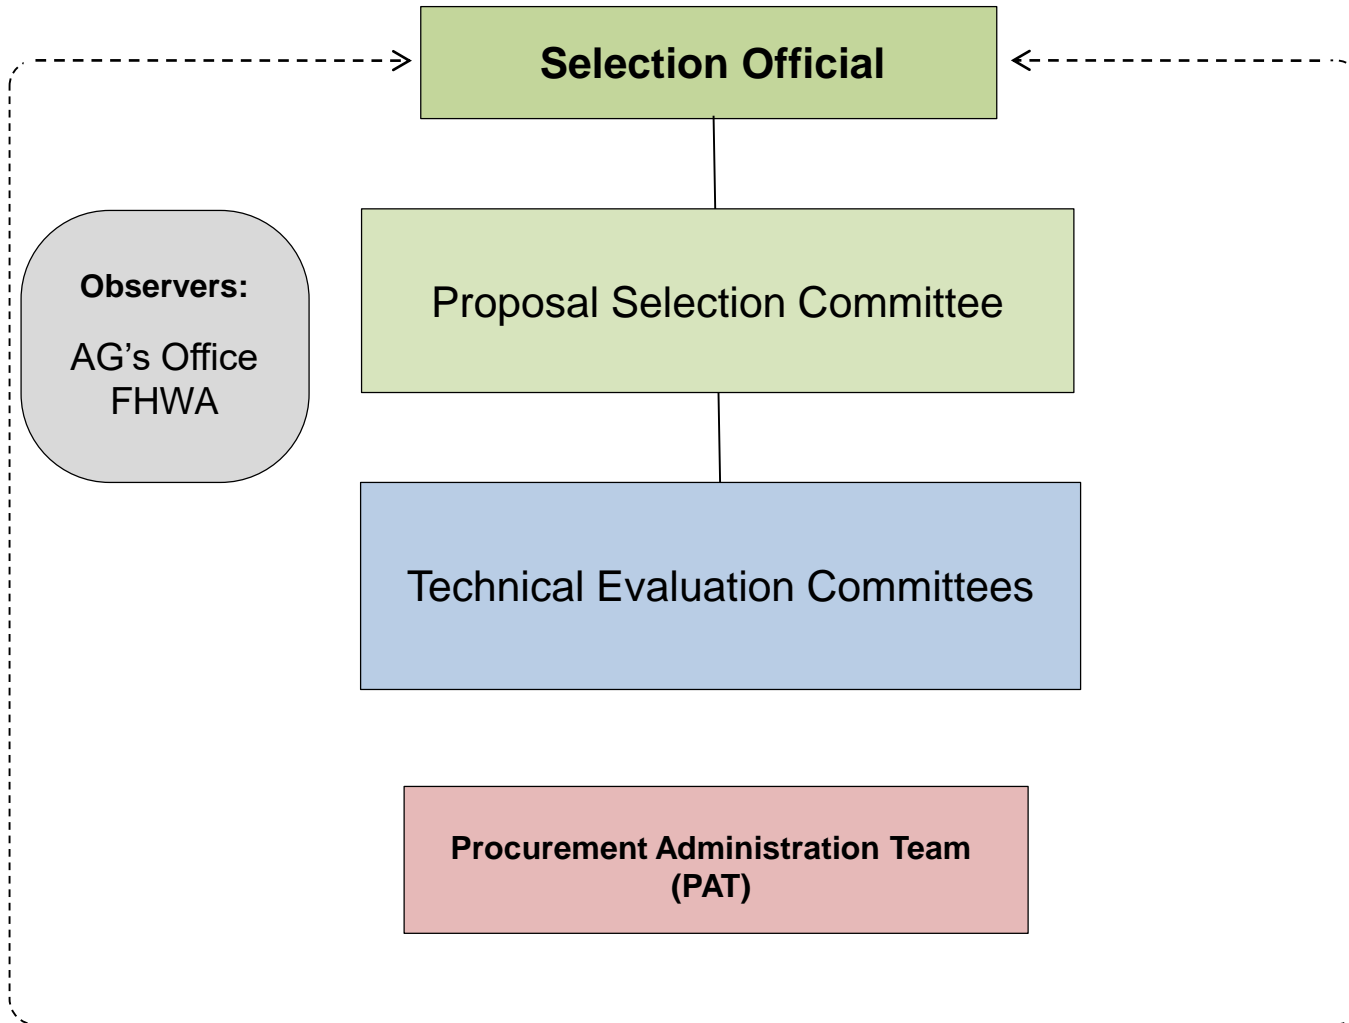 Selection Official
Observers:
AG’s Office
FHWA
Proposal Selection Committee
Technical Evaluation Committees
Procurement Administration Team
(PAT)